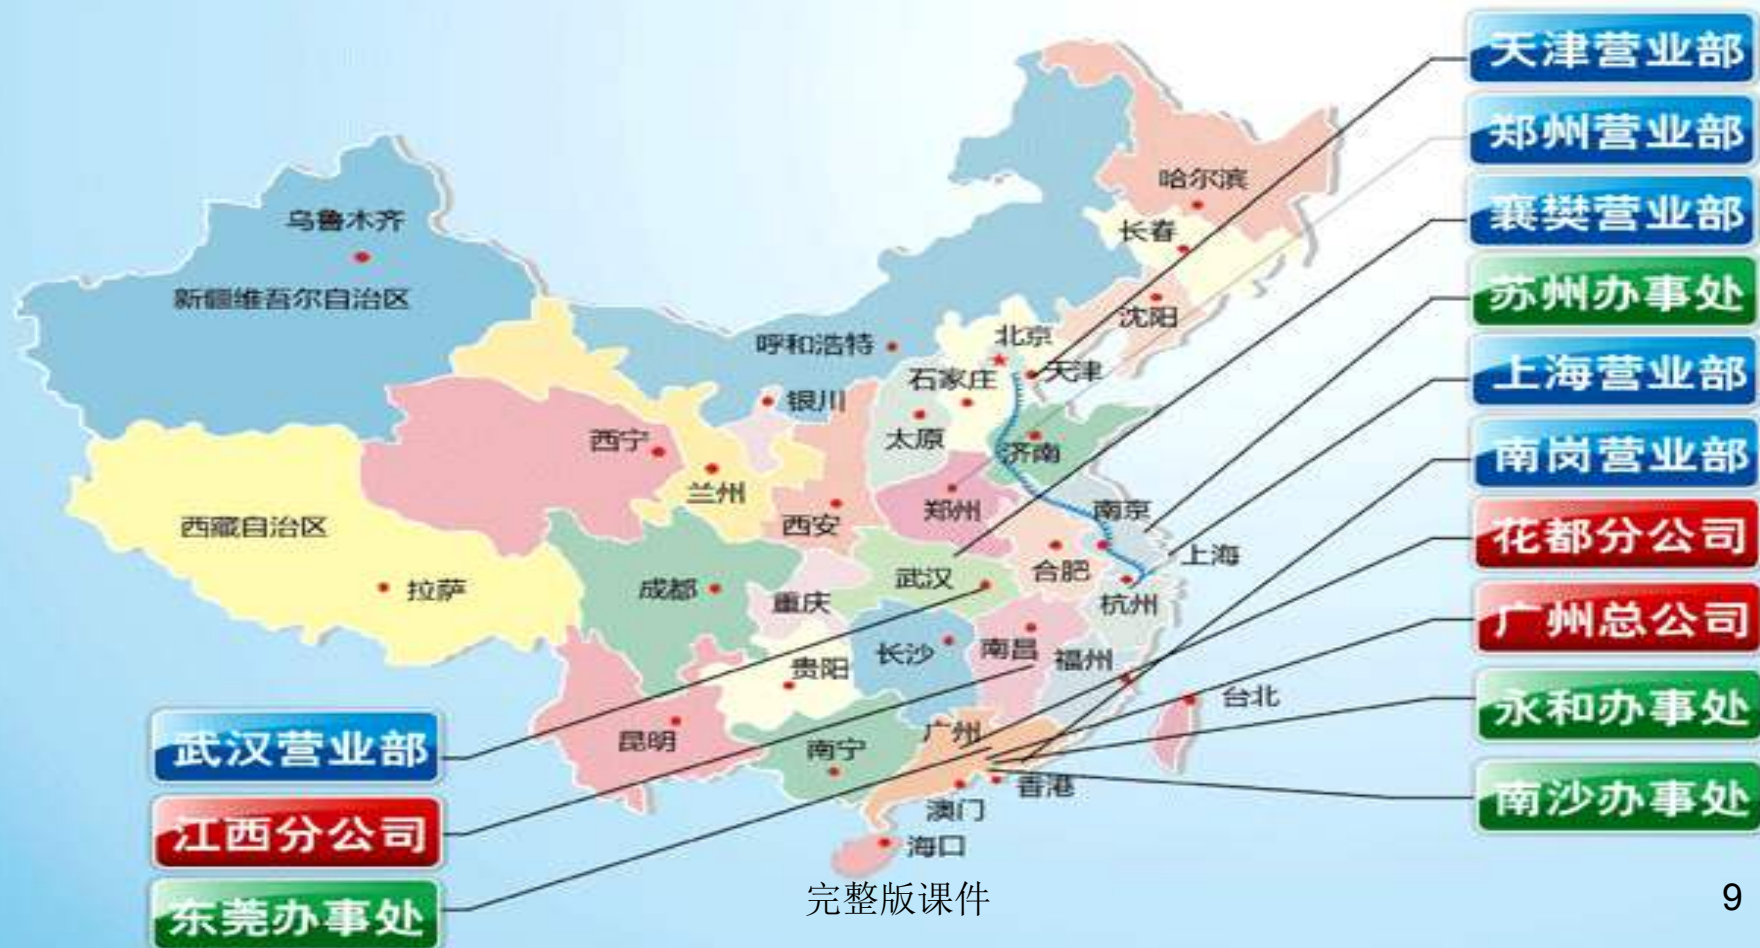 天津营业部
郑州营业部
襄樊营业部
苏州办事处
上海营业部
南岗营业部
花都分公司
广州总公司
永和办事处
南沙办事处
哈尔滨
长春
乌鲁木齐
新疆维吾尔自治区
沈阳
北京
呼和浩特
天津
石家庄
银川
太原
西宁
济南
兰州
郑州
南京
西安
西藏自治区
上海
合肥
武汉
拉萨
成都
重庆
杭州
长沙
南昌
福州
贵阳
台北
广州
昆明
南宁
香港
澳门
海口
武汉营业部
江西分公司
东莞办事处
完整版课件
9